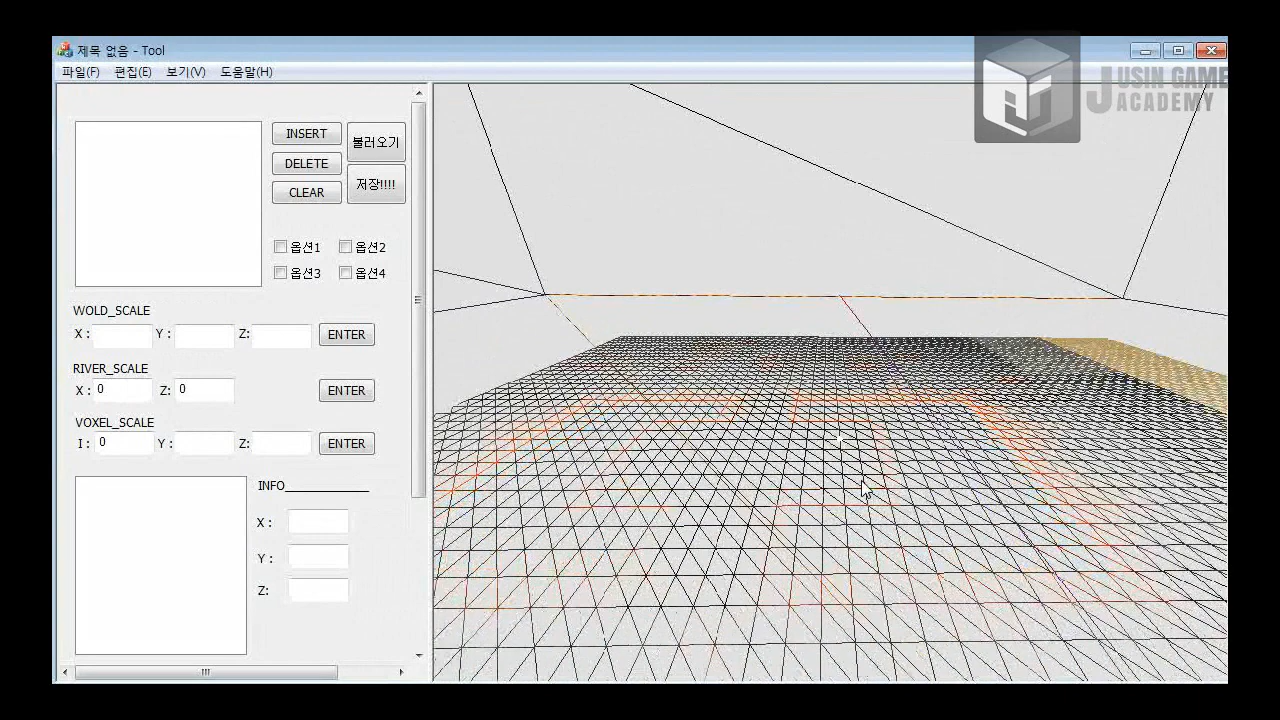 제목 없음 - Tool
JUSIN GAME
ACADEMY
파일(F) 편집(E) 보기(V) 도움말(H)
INSERT
불러오기
DELETE
저장!!!!
CLEAR
옵션1 옵션2
옵션3 옵션4
WOLD_SCALE
X : Y : Z: ENTER
RIVER_SCALE
X : 0 Z: 0 ENTER
VOXEL_SCALE
I : 0 Y : Z: ENTER
INFO____________
X :
Y :
Z: